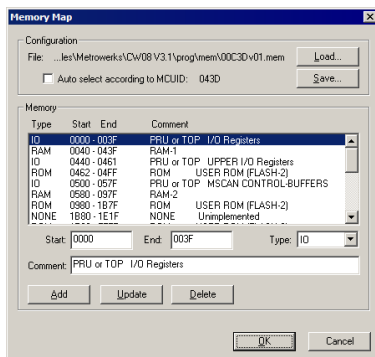 Memory Map
Configuration
File: ...les\Metrowerks\CW08 V3.1\prog\mem\00C3Dv01.mem Load...
Auto select according to MCUID: 043D Save...
Memory
Type Start End Comment
IO 0000 - 003F PRU or TOP I/O Registers
RAM 0040 - 043F RAM-1
IO 0440 - 0461 PRU or TOP UPPER I/O Registers
ROM 0462 - 04FF ROM USER ROM (FLASH-2)
IO 0500 - 057F PRU or TOP MSCAN CONTROL-BUFFERS
RAM 0580 - 097F RAM-2
ROM 0980 - 1B7F ROM USER ROM (FLASH-2)
NONE 1B80 - 1E1F NONE Unimplemented
Start: 0000 End: 003F Type: IO
Comment: PRU or TOP I/O Registers
Add Update Delete
OK Cancel